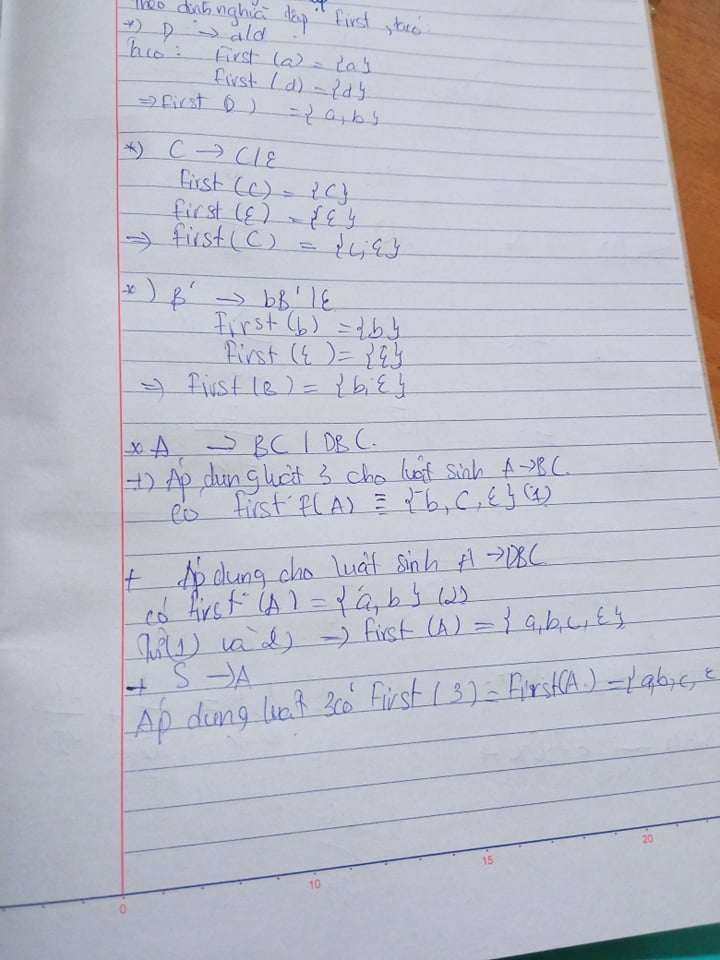 Theo định nghĩa tập First, ta có:
*) D → a|d
ta có: First (a) = {a}
First (d) = {d}
=> First D) = { a, b }
*) C → C|ε
First (C) = {C}
First (ε) = {ε}
=> First (C) = {c, ε}
*) B' → bB'|ε
First (b) = {b}
First (ε) = {ε}
=> First (B) = { b, ε }
* A → BC | DBC.
+) Áp dụng luật 3 cho luật sinh A→BC.
có First F(A) ≡ {b, C, ε} (1)
+ Áp dụng cho luật sinh A→DBC
có First (A) = { a, b } (2)
Từ (1) và 2) => First (A) = { a, b, c, ε }
+ S → A
Áp dụng luật 3 có First ( 3) = First(A) = { a, b, c, ε
0
10
15
20